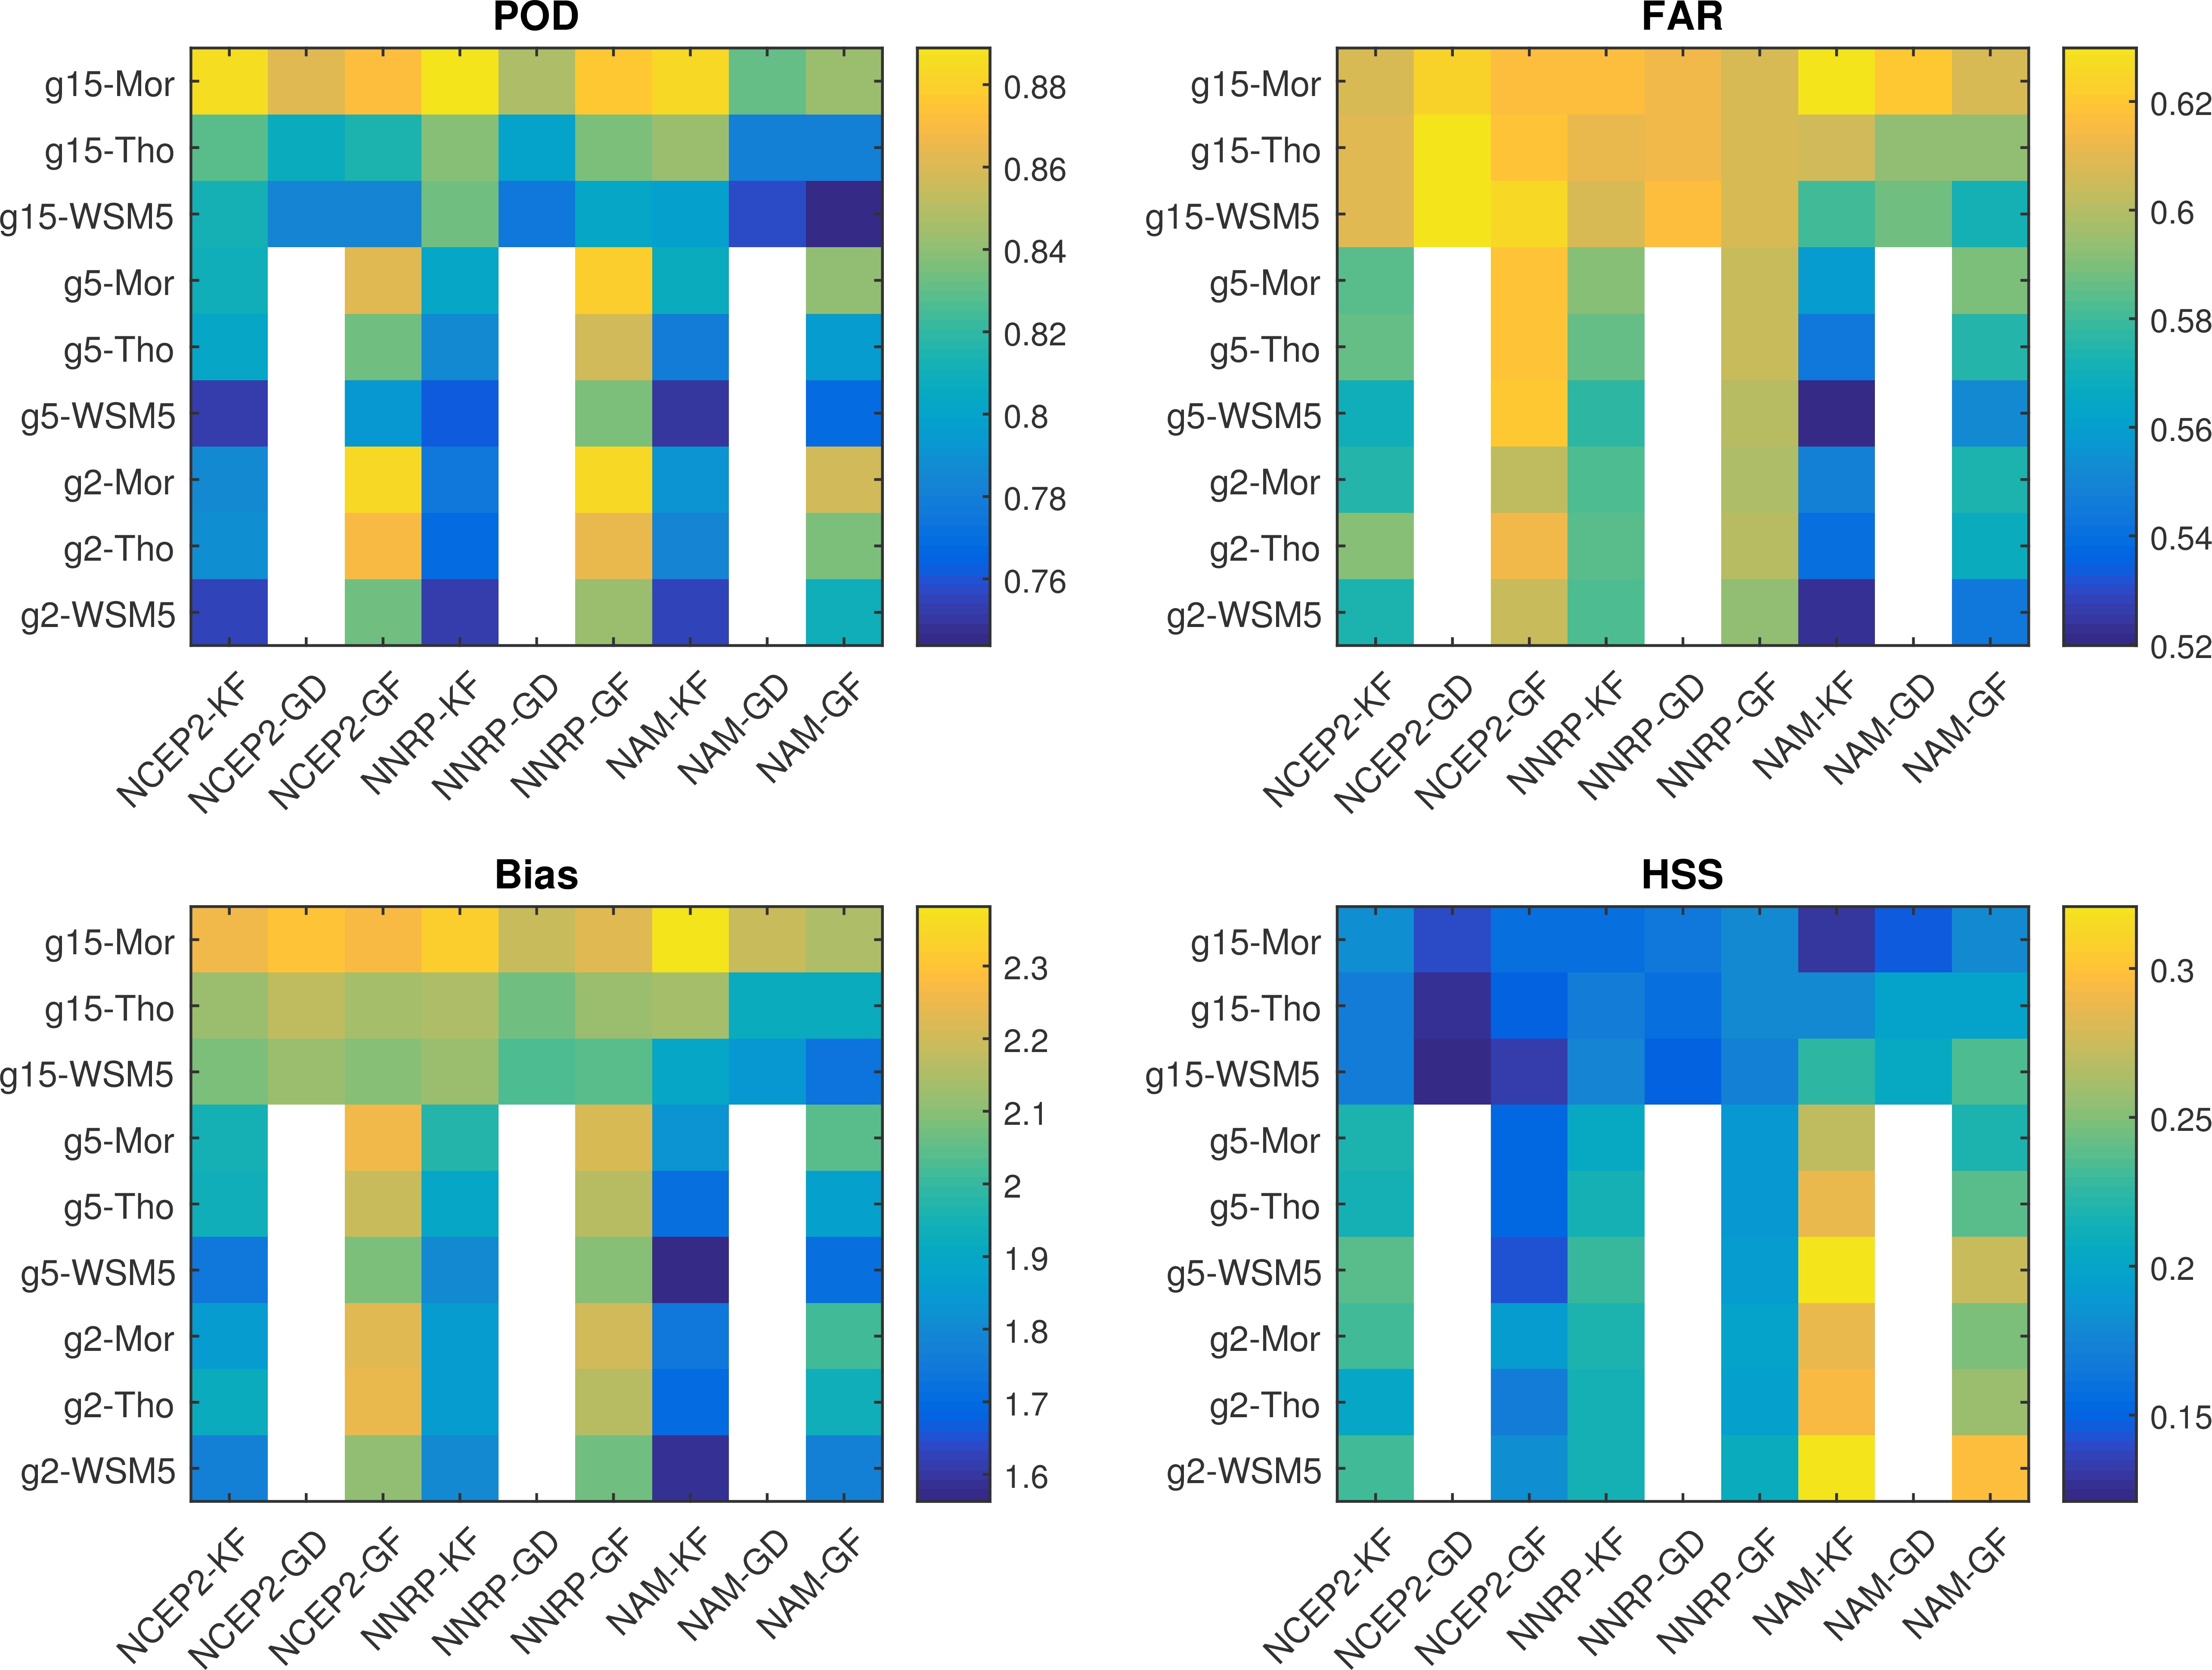 POD
g15-Mor
g15-Tho
g15-WSM5
g5-Mor
g5-Tho
g5-WSM5
g2-Mor
g2-Tho
g2-WSM5
NCEP2-KF
NCEP2-GD
NCEP2-GF
NNRP-KF
NNRP-GD
NNRP-GF
NAM-KF
NAM-GD
NAM-GF
0.88
0.86
0.84
0.82
0.8
0.78
0.76
FAR
g15-Mor
g15-Tho
g15-WSM5
g5-Mor
g5-Tho
g5-WSM5
g2-Mor
g2-Tho
g2-WSM5
NCEP2-KF
NCEP2-GD
NCEP2-GF
NNRP-KF
NNRP-GD
NNRP-GF
NAM-KF
NAM-GD
NAM-GF
0.62
0.6
0.58
0.56
0.54
0.52
Bias
g15-Mor
g15-Tho
g15-WSM5
g5-Mor
g5-Tho
g5-WSM5
g2-Mor
g2-Tho
g2-WSM5
NCEP2-KF
NCEP2-GD
NCEP2-GF
NNRP-KF
NNRP-GD
NNRP-GF
NAM-KF
NAM-GD
NAM-GF
2.3
2.2
2.1
2
1.9
1.8
1.7
1.6
HSS
g15-Mor
g15-Tho
g15-WSM5
g5-Mor
g5-Tho
g5-WSM5
g2-Mor
g2-Tho
g2-WSM5
NCEP2-KF
NCEP2-GD
NCEP2-GF
NNRP-KF
NNRP-GD
NNRP-GF
NAM-KF
NAM-GD
NAM-GF
0.3
0.25
0.2
0.15